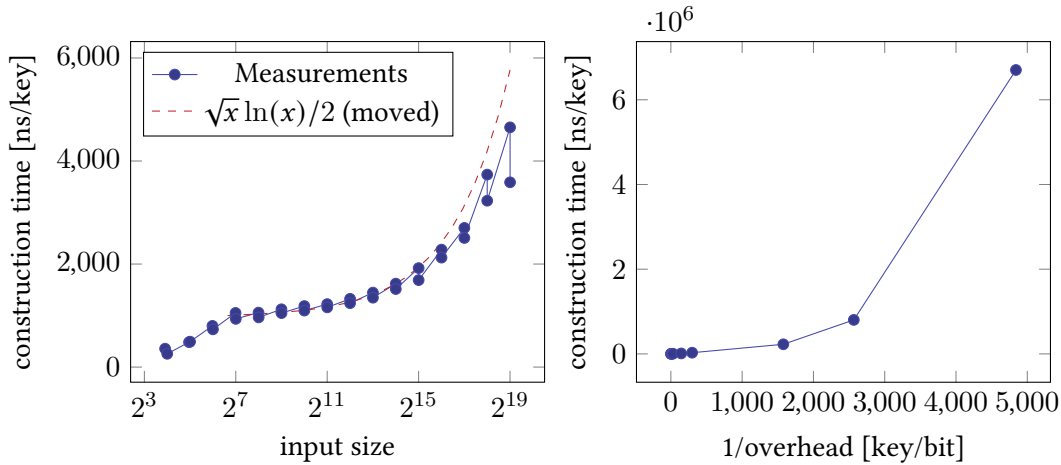 construction time [ns/key]
6,000
4,000
2,000
0
Measurements
√x ln(x)/2 (moved)
2^3 2^7 2^11 2^15 2^19
input size
·10^6
construction time [ns/key]
6
4
2
0
0 1,000 2,000 3,000 4,000 5,000
1/overhead [key/bit]